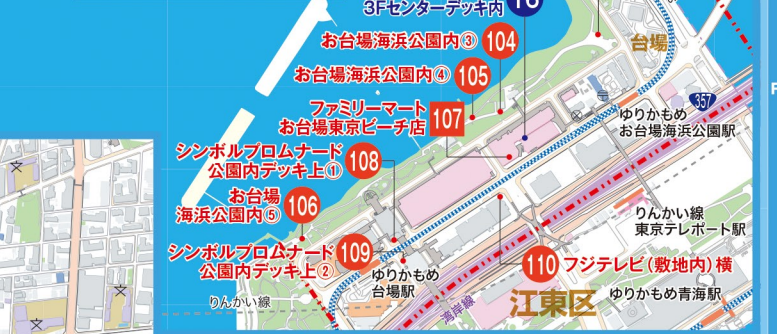 3Fセンターデッキ内
お台場海浜公園内③ 104
台場
お台場海浜公園内④ 105
357
ファミリーマート
お台場東京ビーチ店
107
ゆりかもめ
お台場海浜公園駅
シンボルプロムナード
公園内デッキ上①
108
お台場
海浜公園内⑤
106
りんかい線
東京テレポート駅
シンボルプロムナード
公園内デッキ上②
109
110 フジテレビ(敷地内)横
ゆりかもめ
台場駅
りんかい線
湾岸線
江東区
ゆりかもめ青海駅